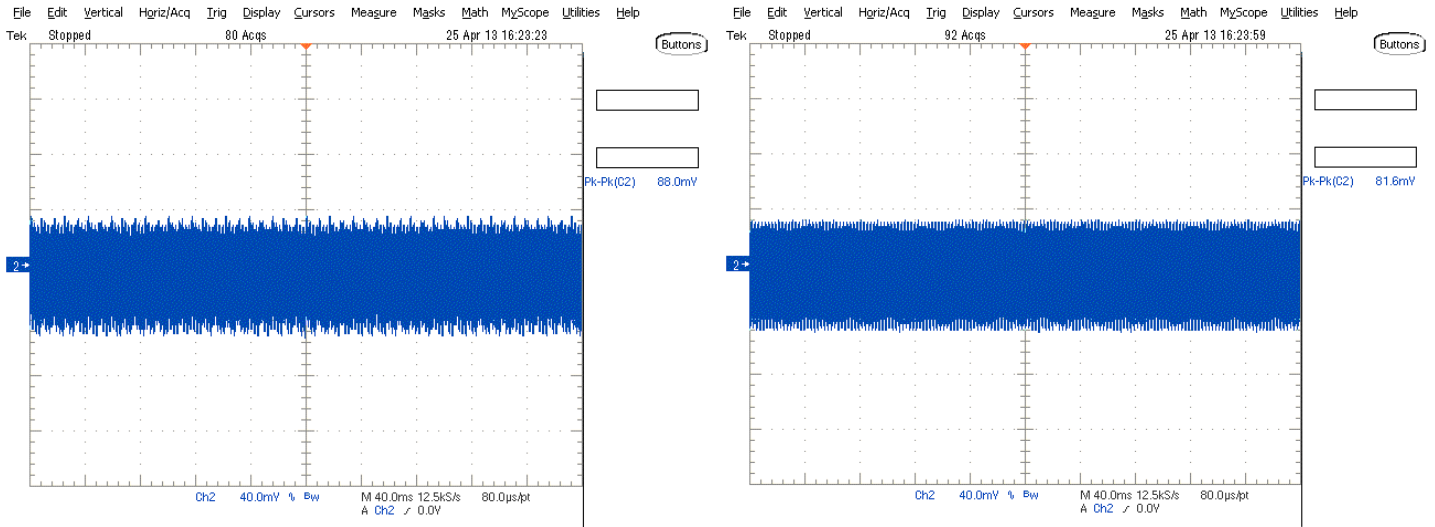 File Edit Vertical Horiz/Acq Trig Display Cursors Measure Masks Math MyScope Utilities Help
Tek Stopped 80 Acqs 25 Apr 13 16:23:23
Buttons
Pk-Pk(C2) 88.0mV
2
Ch2 40.0mV % Bw M 40.0ms 12.5kS/s 80.0µs/pt
A Ch2 / 0.0V
File Edit Vertical Horiz/Acq Trig Display Cursors Measure Masks Math MyScope Utilities Help
Tek Stopped 92 Acqs 25 Apr 13 16:23:59
Buttons
Pk-Pk(C2) 81.6mV
2
Ch2 40.0mV % Bw M 40.0ms 12.5kS/s 80.0µs/pt
A Ch2 / 0.0V